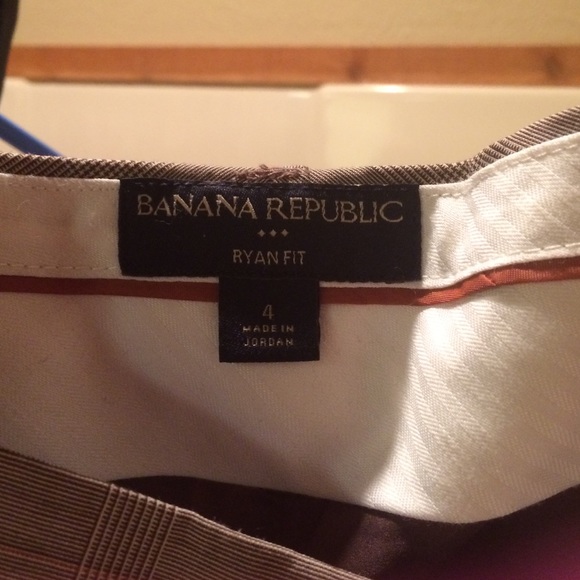 BANANA REPUBLIC
RYAN FIT
4
MADE IN
JORDAN